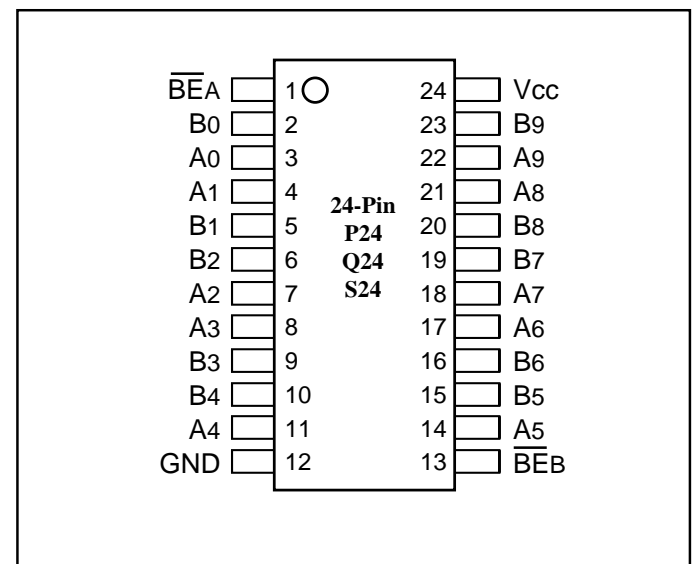 B̅E̅A 1 24 Vcc
B0 2 23 B9
A0 3 22 A9
A1 4 21 A8
24-Pin
B1 5 20 B8
P24
B2 6 19 B7
Q24
A2 7 18 A7
S24
A3 8 17 A6
B3 9 16 B6
B4 10 15 B5
A4 11 14 A5
GND 12 13 B̅E̅B